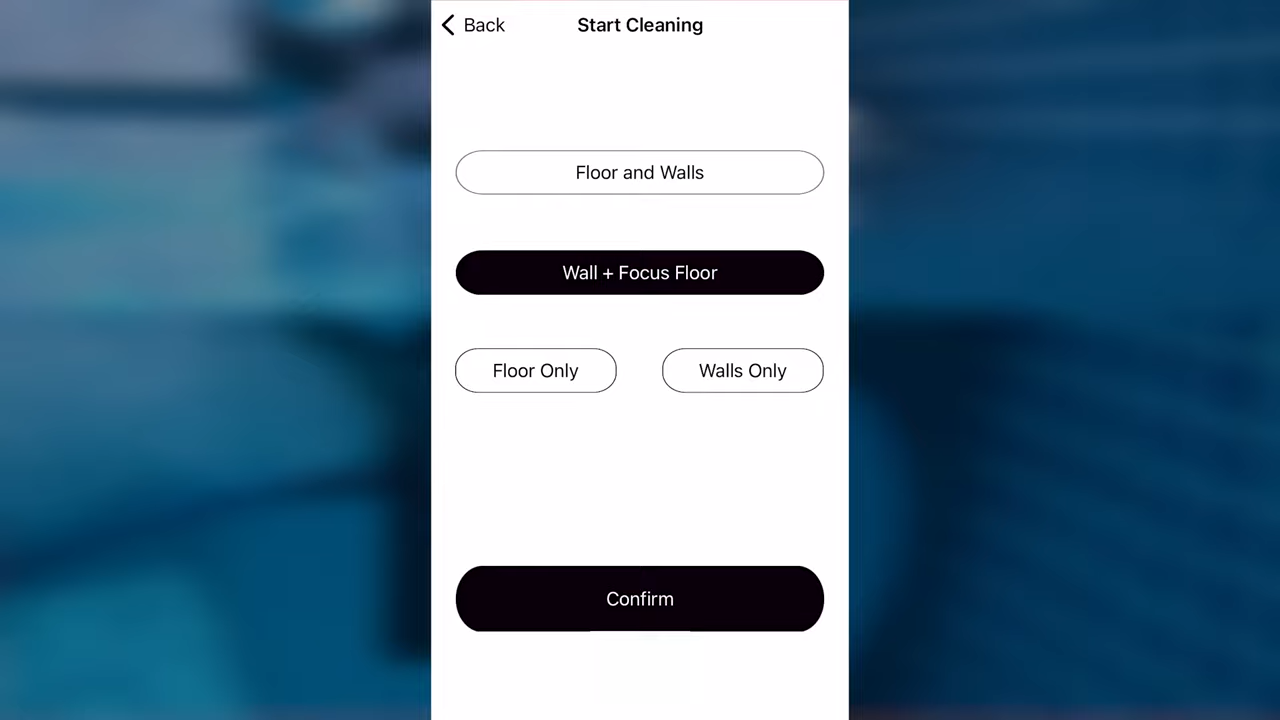 Back
Start Cleaning
Floor and Walls
Wall + Focus Floor
Floor Only
Walls Only
Confirm